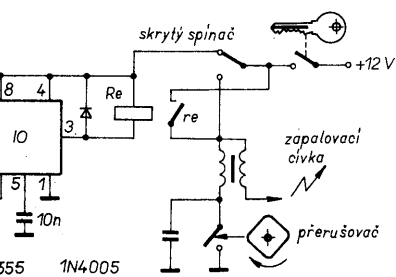 skrytý spínač
+12 V
8 4
Re
IO
3
re
zapalovací
cívka
5 1
10n
přerušovač
555 1N4005